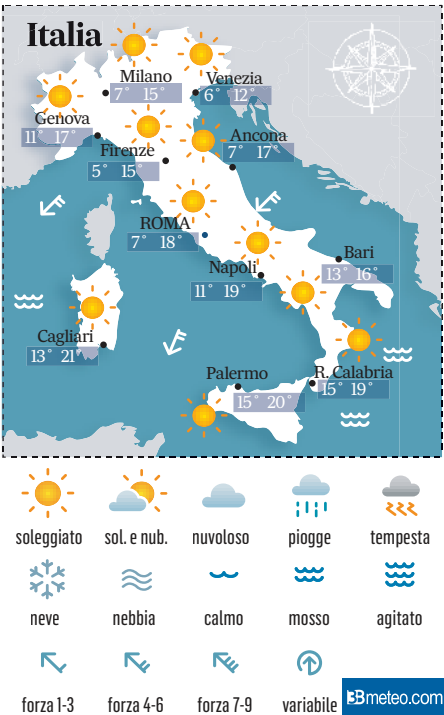 Italia
Milano
7° 15°
Venezia
6° 12°
Genova
11° 17°
Firenze
5° 15°
Ancona
7° 17°
ROMA
7° 18°
Bari
13° 16°
Napoli
11° 19°
Cagliari
13° 21°
Palermo
15° 20°
R. Calabria
15° 19°
soleggiato sol. e nub. nuvoloso piogge tempesta
neve nebbia calmo mosso agitato
forza 1-3 forza 4-6 forza 7-9 variabile
3Bmeteo.com